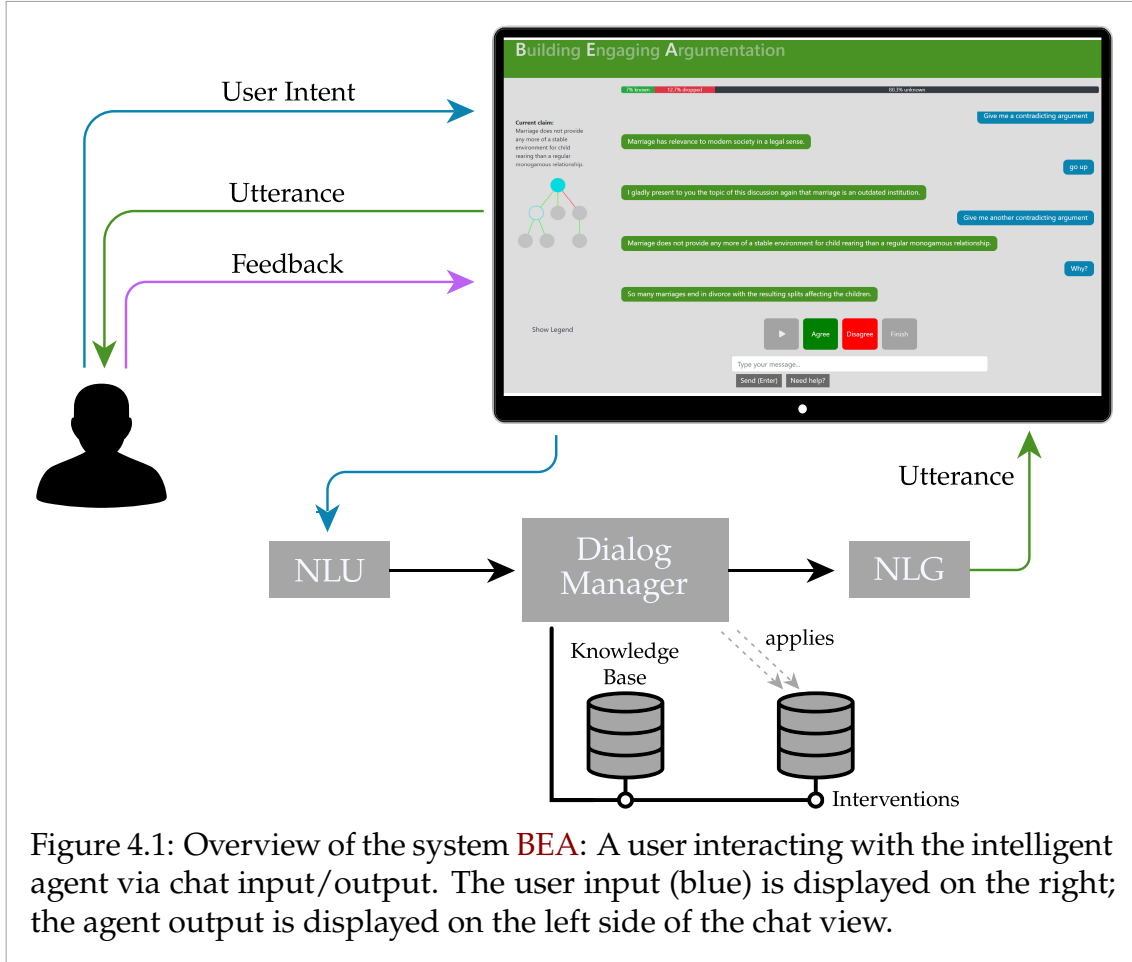 Building Engaging Argumentation
7% known 12.7% dropped 80.3% unknown
User Intent
Give me a contradicting argument
Current claim:
Marriage does not provide
any more of a stable
environment for child
rearing than a regular
monogamous relationship.
Marriage has relevance to modern society in a legal sense.
go up
Utterance
I gladly present to you the topic of this discussion again that marriage is an outdated institution.
Give me another contradicting argument
Marriage does not provide any more of a stable environment for child rearing than a regular monogamous relationship.
Feedback
Why?
So many marriages end in divorce with the resulting splits affecting the children.
Show Legend
Agree Disagree Finish
Type your message...
Send (Enter) Need help?
Utterance
NLU
Dialog
Manager
NLG
applies
Knowledge
Base
Interventions
Figure 4.1: Overview of the system BEA: A user interacting with the intelligent
agent via chat input/output. The user input (blue) is displayed on the right;
the agent output is displayed on the left side of the chat view.